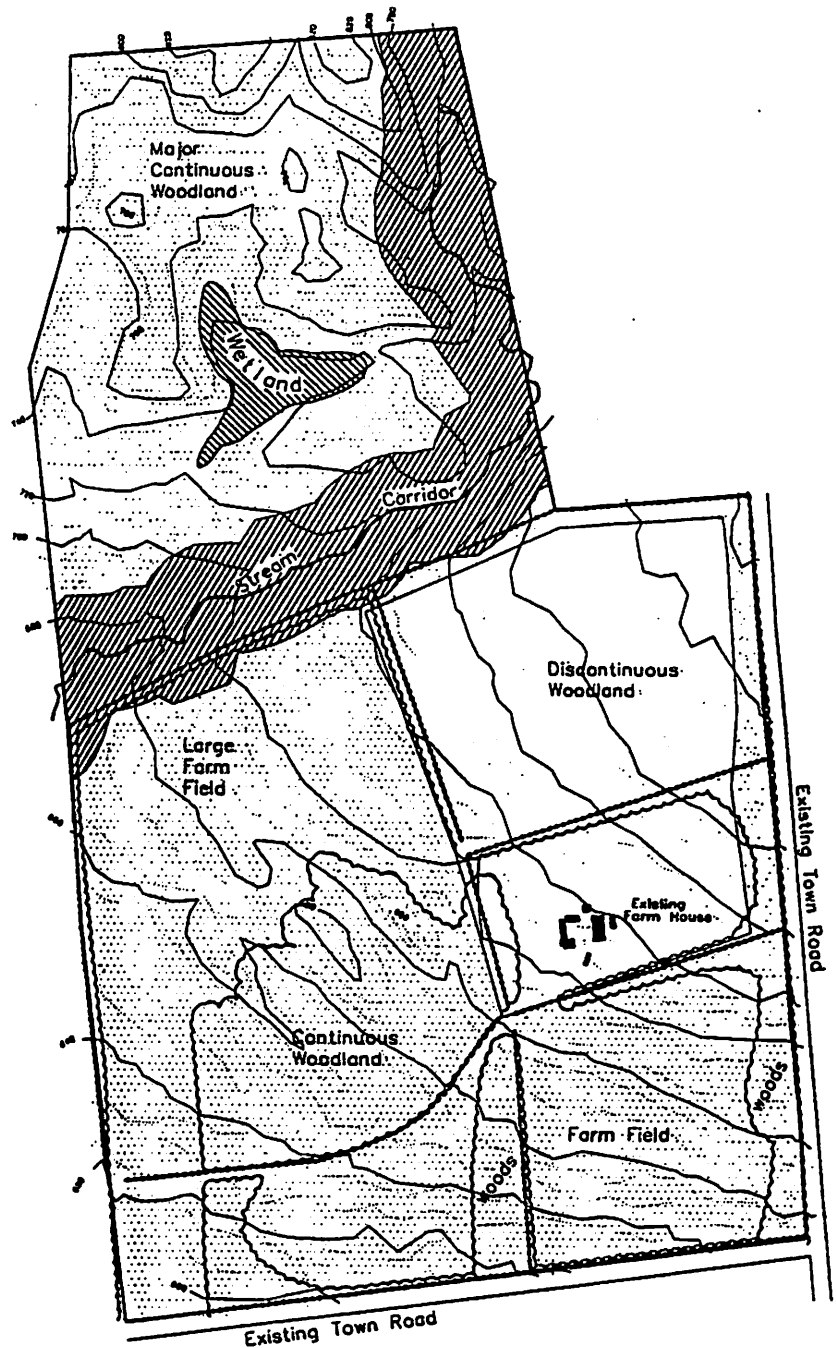 Major
Continuous
Woodland
Wetland
Corridor
Stream
Discontinuous
Woodland
Large
Farm
Field
Existing Town Road
Existing
Farm House
Continuous
Woodland
woods
Farm Field
woods
Existing Town Road